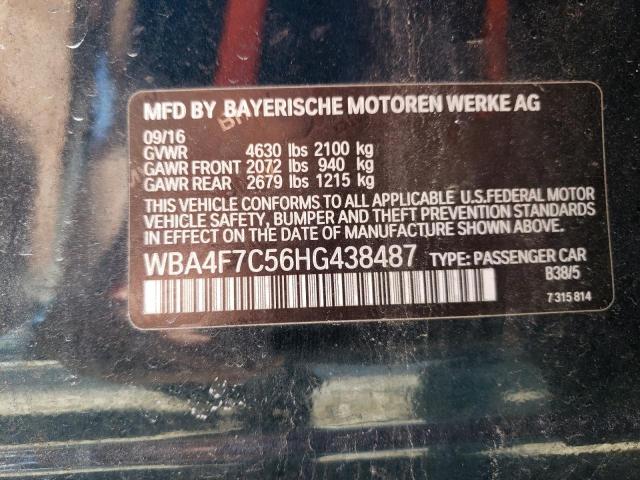 MFD BY BAYERISCHE MOTOREN WERKE AG
09/16
GVWR 4630 lbs 2100 kg
GAWR FRONT 2072 lbs 940 kg
GAWR REAR 2679 lbs 1215 kg
THIS VEHICLE CONFORMS TO ALL APPLICABLE U.S.FEDERAL MOTOR
VEHICLE SAFETY, BUMPER AND THEFT PREVENTION STANDARDS
IN EFFECT ON THE DATE OF MANUFACTURE SHOWN ABOVE.
WBA4F7C56HG438487 TYPE: PASSENGER CAR
B38/5
7 315 814